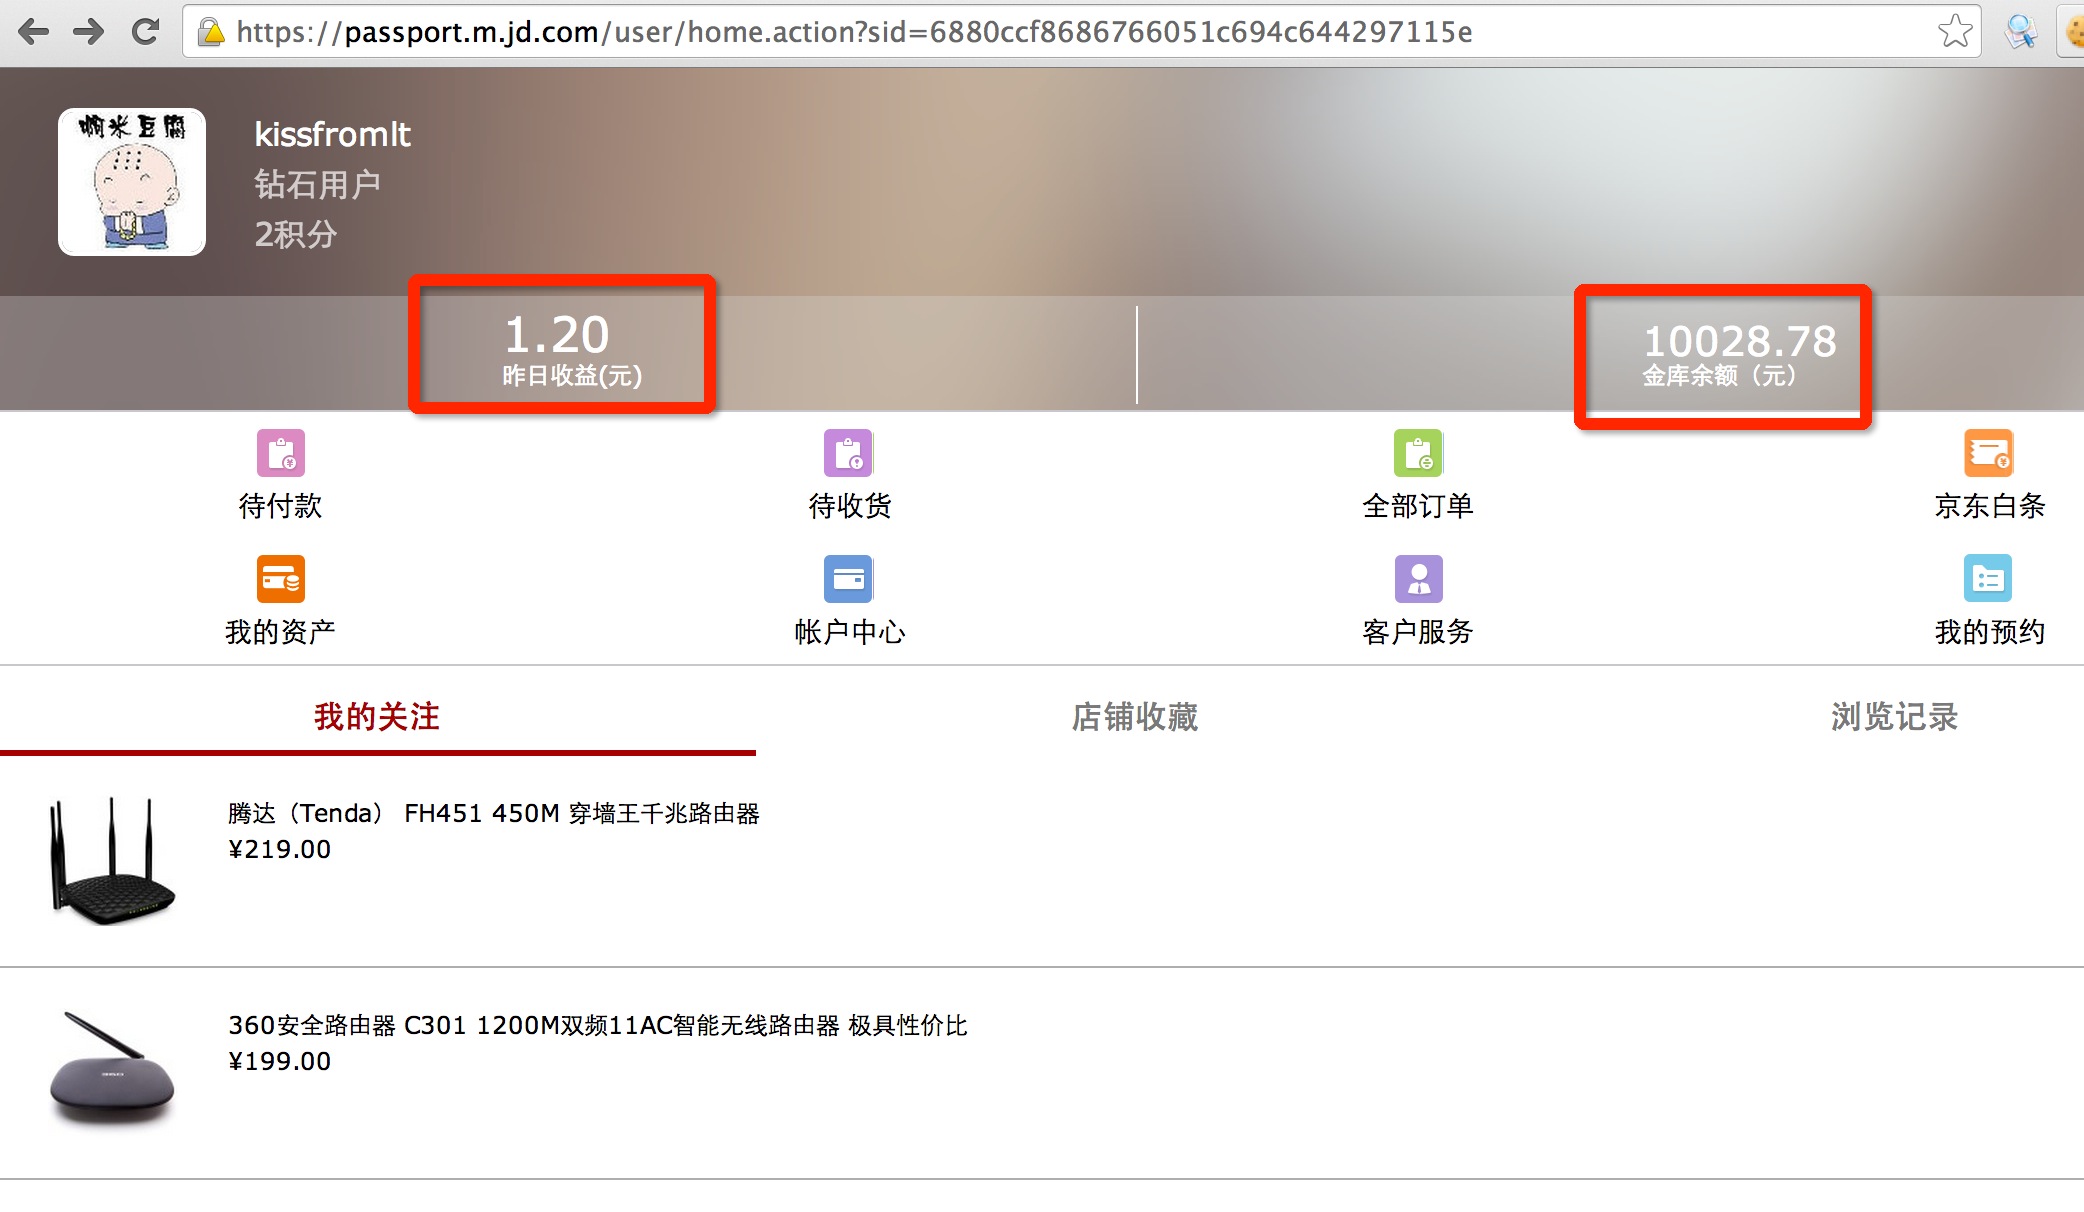 https://passport.m.jd.com/user/home.action?sid=6880ccf8686766051c694c644297115e
啊米豆腐
kissfromlt
钻石用户
2积分
1.20
昨日收益(元)
10028.78
金库余额（元）
待付款
待收货
全部订单
京东白条
我的资产
帐户中心
客户服务
我的预约
我的关注
店铺收藏
浏览记录
腾达（Tenda） FH451 450M 穿墙王千兆路由器
¥219.00
360
360安全路由器 C301 1200M双频11AC智能无线路由器 极具性价比
¥199.00